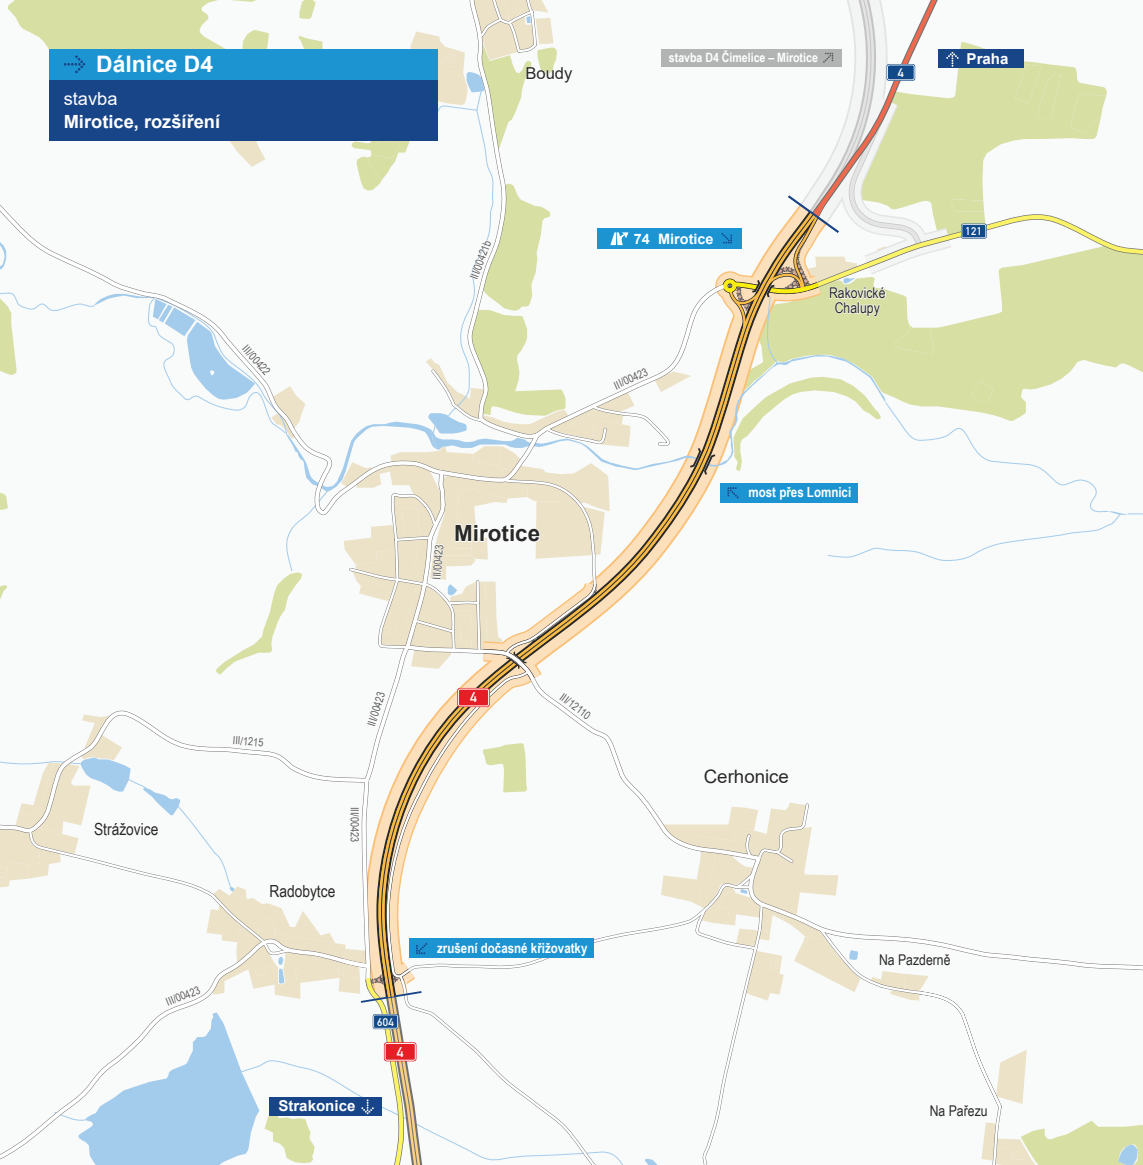 Dálnice D4
stavba
Mirotice, rozšíření
Boudy
stavba D4 Čimelice – Mirotice
4
Praha
74 Mirotice
121
II/00421b
Rakovické
Chalupy
III/00422
III/00423
most přes Lomnici
Mirotice
III/00423
4
III/12110
III/00423
III/1215
Cerhonice
III/00423
Strážovice
Radobytce
zrušení dočasné křižovatky
Na Pazderně
III/00423
604
4
Strakonice
Na Pařezu